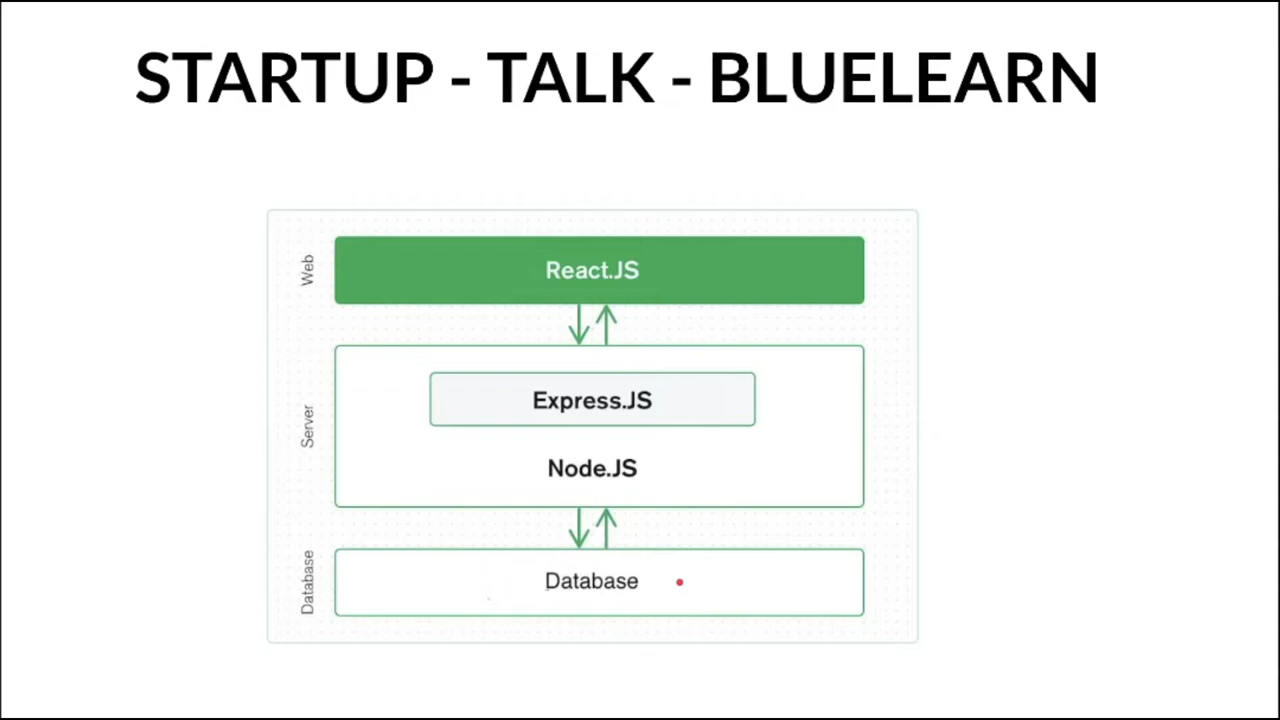 STARTUP - TALK - BLUELEARN
Web
React.JS
Server
Express.JS
Node.JS
Database
Database